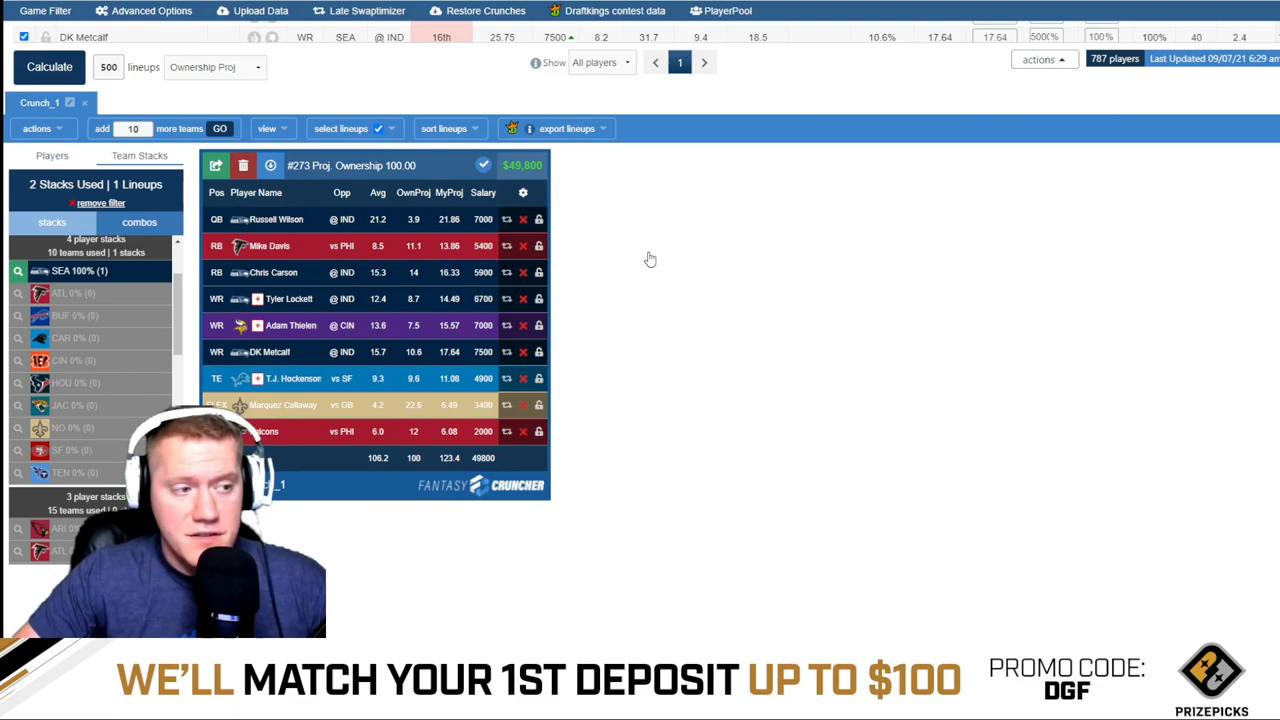 Game Filter Advanced Options Upload Data Late Swaptimizer Restore Crunches Draftkings contest data PlayerPool
DK Metcalf WR SEA @ IND 16th 25.75 7500 8.2 31.7 9.4 18.5 10.6% 17.64 17.64 5000% 100% 100% 40 2.4
Calculate 500 lineups Ownership Proj Show All players 1 actions 787 players Last Updated 09/07/21 6:29 am
Crunch_1 ×
actions add 10 more teams GO view select lineups sort lineups export lineups
Players Team Stacks
2 Stacks Used | 1 Lineups
remove filter
stacks combos
4 player stacks
10 teams used | 1 stacks
SEA 100% (1)
ATL 0% (0)
BUF 0% (0)
CAR 0% (0)
CIN 0% (0)
HOU 0% (0)
JAC 0% (0)
NO 0% (0)
SF 0% (0)
TEN 0% (0)
3 player
15 teams used | 0
ARI 0%
ATL 0
#273 Proj. Ownership 100.00 $49,800
Pos Player Name Opp Avg OwnProj MyProj Salary
QB Russell Wilson @ IND 21.2 3.9 21.86 7000
RB Mike Davis vs PHI 8.5 11.1 13.86 5400
RB Chris Carson @ IND 15.3 14 16.33 5900
WR Tyler Lockett @ IND 12.4 8.7 14.49 6700
WR Adam Thielen @ CIN 13.6 7.5 15.57 7000
WR DK Metcalf @ IND 15.7 10.6 17.64 7500
TE T.J. Hockenson vs SF 9.3 9.6 11.08 4900
FLEX Marquez Callaway vs GB 4.2 22.6 6.49 3400
vs PHI 6.0 12 6.08 2000
106.2 100 123.4 49800
_1 FANTASY CRUNCHER
WE'LL MATCH YOUR 1ST DEPOSIT UP TO $100
PROMO CODE:
DGF
PRIZEPICKS